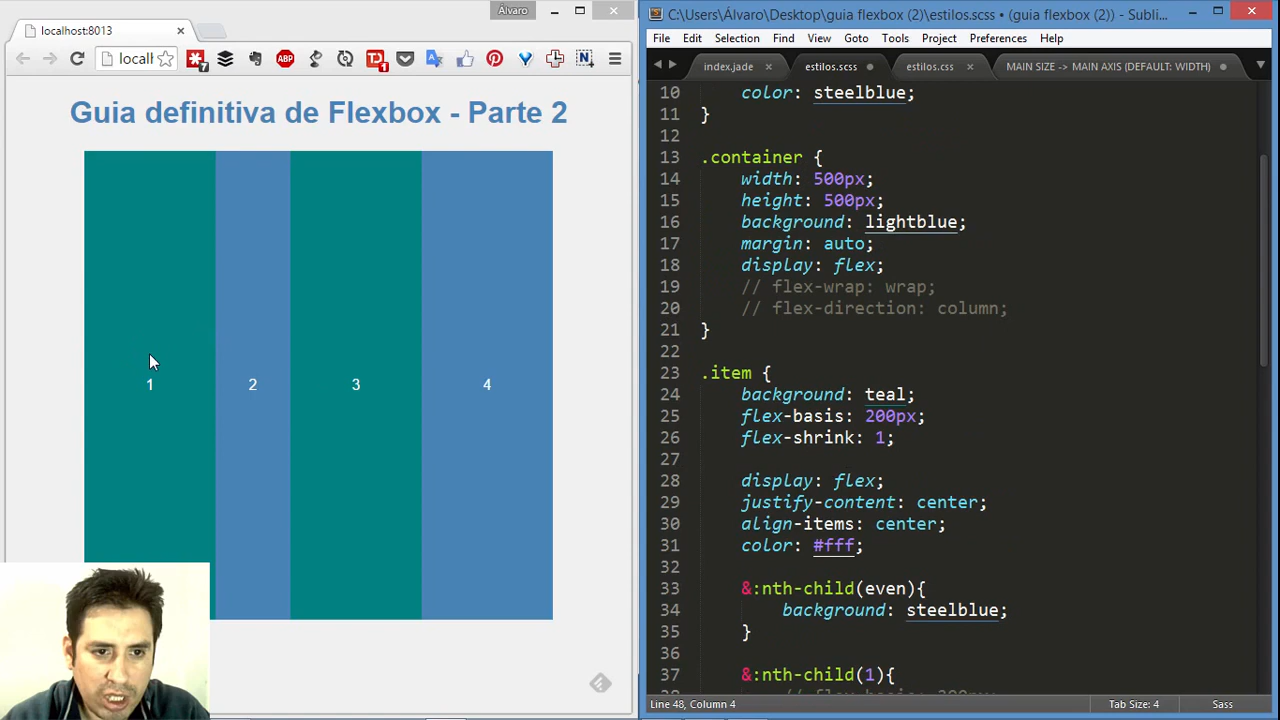 Álvaro
localhost:8013
localh
7
ABP
1
Guia definitiva de Flexbox - Parte 2
1
2
3
4
C:\Users\Álvaro\Desktop\guia flexbox (2)\estilos.scss • (guia flexbox (2)) - Subli...
File Edit Selection Find View Goto Tools Project Preferences Help
index.jade
estilos.scss
estilos.css
MAIN SIZE -> MAIN AXIS (DEFAULT: WIDTH)
10 color: steelblue;
11 }
12
13 .container {
14 width: 500px;
15 height: 500px;
16 background: lightblue;
17 margin: auto;
18 display: flex;
19 // flex-wrap: wrap;
20 // flex-direction: column;
21 }
22
23 .item {
24 background: teal;
25 flex-basis: 200px;
26 flex-shrink: 1;
27
28 display: flex;
29 justify-content: center;
30 align-items: center;
31 color: #fff;
32
33 &:nth-child(even){
34 background: steelblue;
35 }
36
37 &:nth-child(1){
Line 48, Column 4
Tab Size: 4
Sass